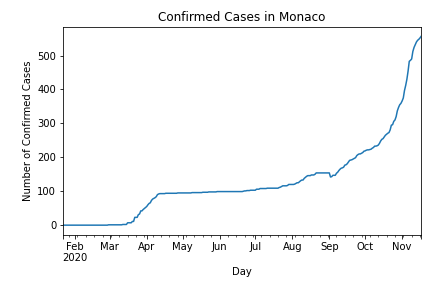 Confirmed Cases in Monaco
Number of Confirmed Cases
500
400
300
200
100
0
Feb Mar Apr May Jun Jul Aug Sep Oct Nov
2020
Day